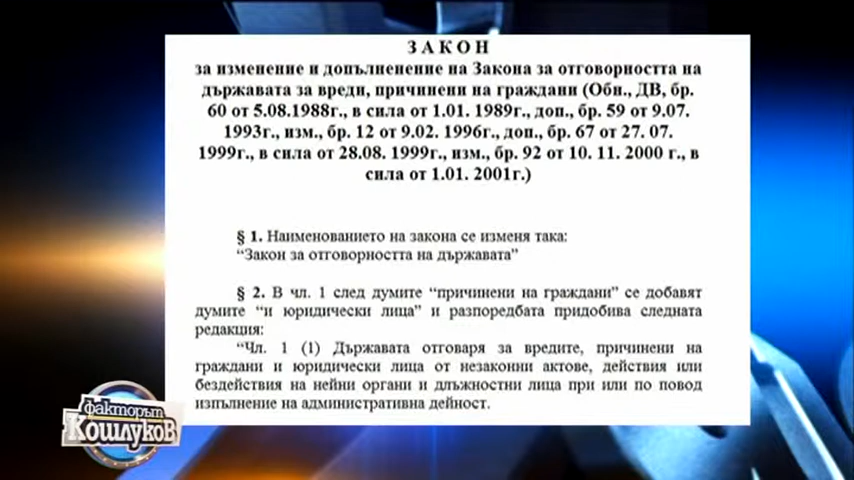 З А К О Н
за изменение и допълненение на Закона за отговорността на
държавата за вреди, причинени на граждани (Обн., ДВ, бр.
60 от 5.08.1988г., в сила от 1.01. 1989г., доп., бр. 59 от 9.07.
1993г., изм., бр. 12 от 9.02. 1996г., доп., бр. 67 от 27. 07.
1999г., в сила от 28.08. 1999г., изм., бр. 92 от 10. 11. 2000 г., в
сила от 1.01. 2001г.)
§ 1. Наименованието на закона се изменя така:
“Закон за отговорността на държавата”
§ 2. В чл. 1 след думите “причинени на граждани” се добавят
думите “и юридически лица” и разпоредбата придобива следната
редакция:
“Чл. 1 (1) Държавата отговаря за вредите, причинени на
граждани и юридически лица от незаконни актове, действия или
бездействия на нейни органи и длъжностни лица при или по повод
изпълнение на административна дейност.
факторът
Кошлуков